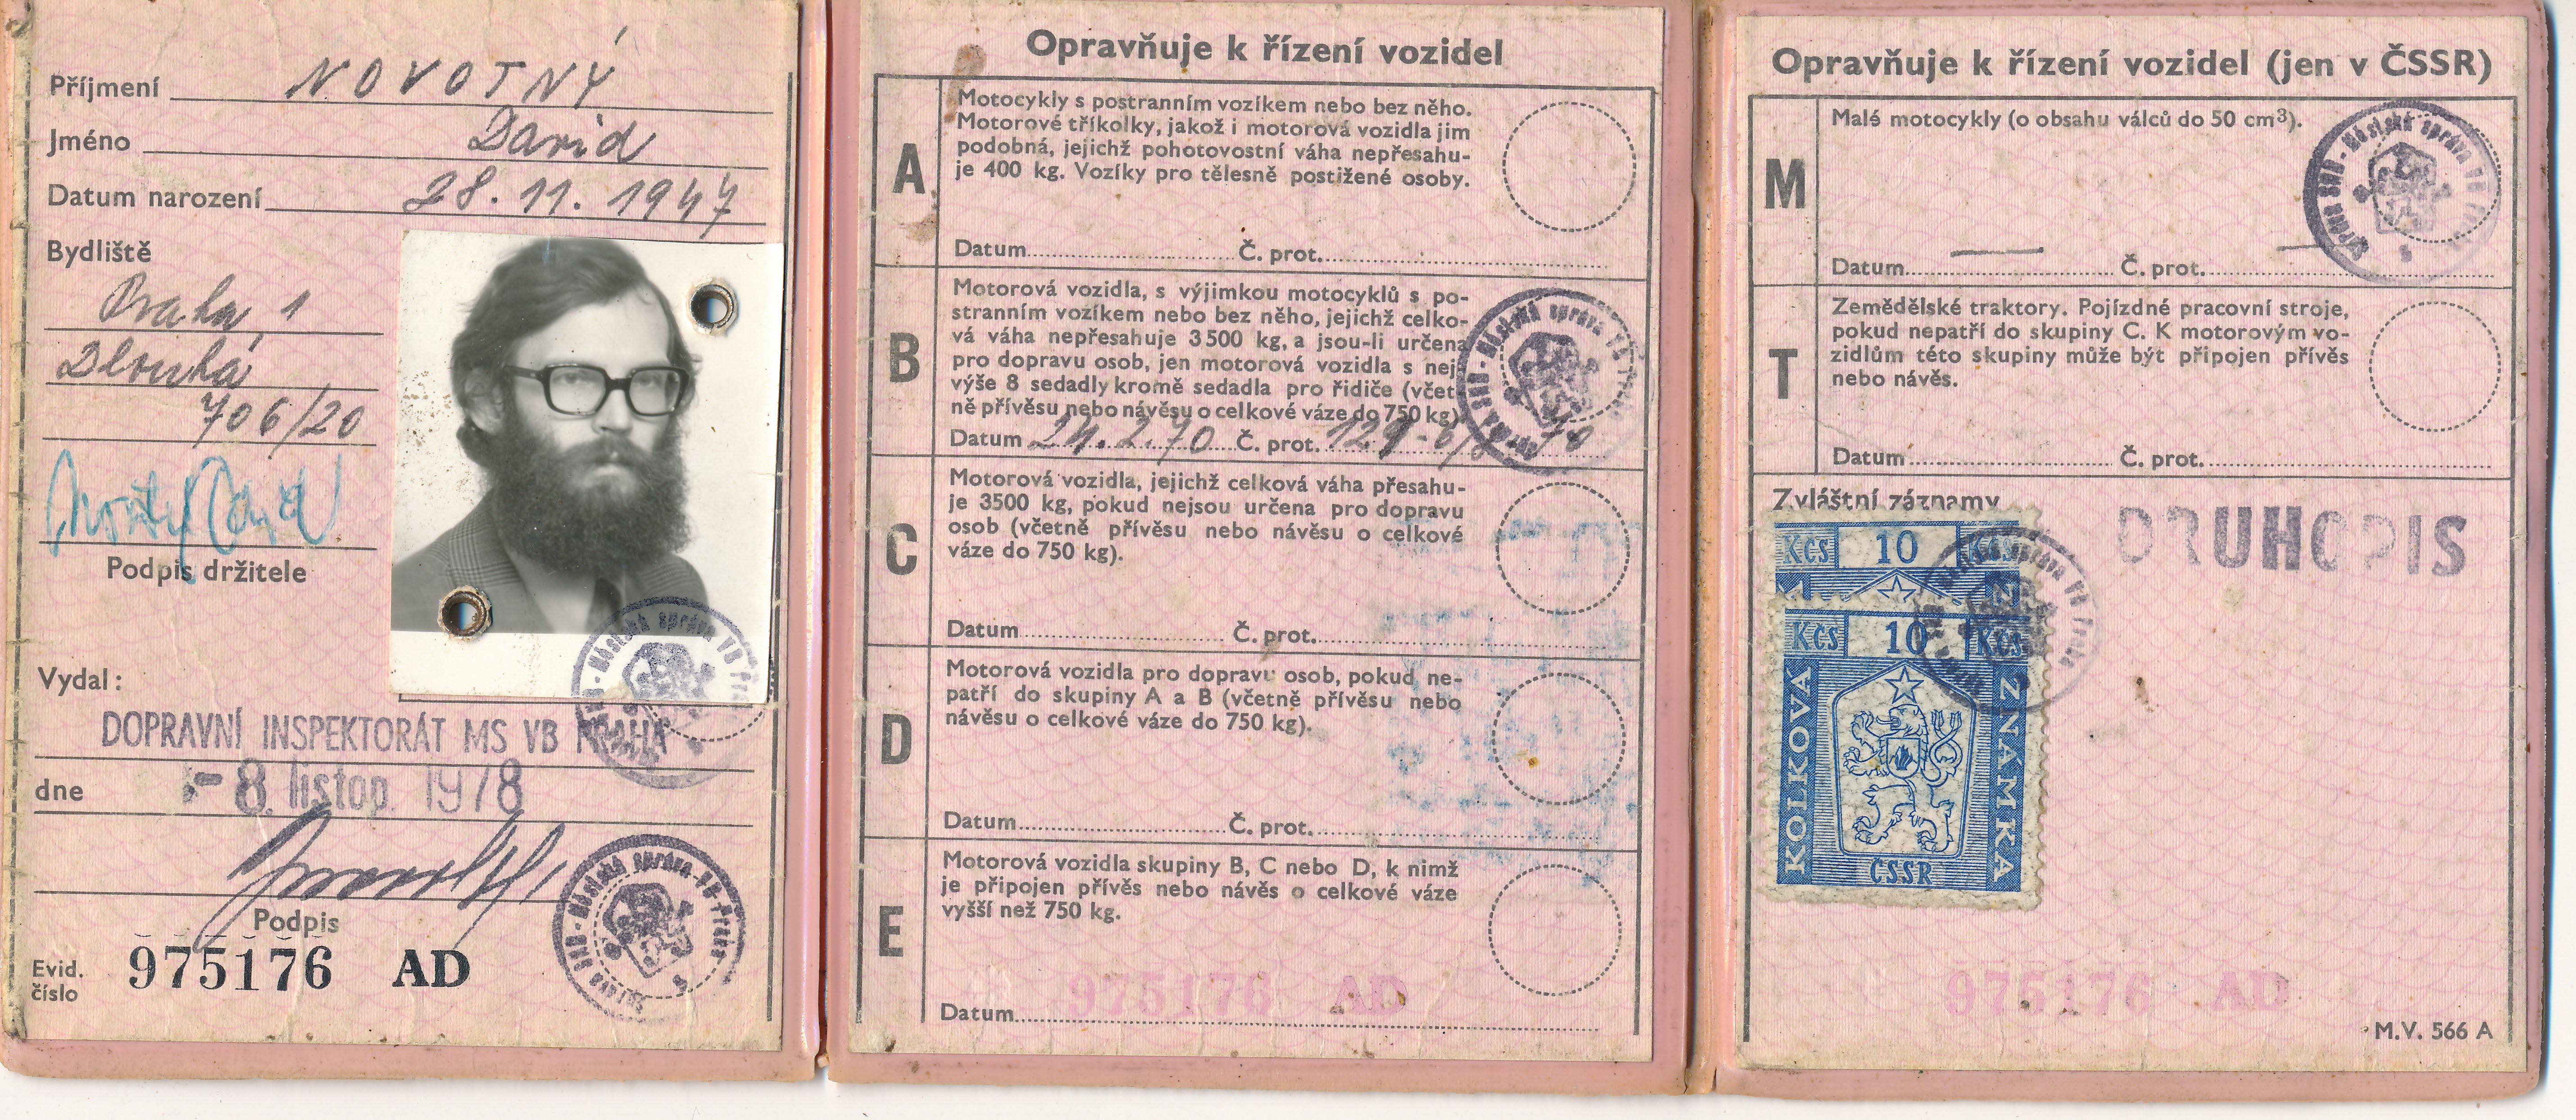 Příjmení NOVOTNÝ
Jméno David
Datum narození 28. 11. 1947
Bydliště
Praha 1
Dlouhá
706/20
Podpis držitele
Vydal:
DOPRAVNÍ INSPEKTORÁT MS VB PRAHA
dne - 8. listop. 1978
Podpis
Evid. číslo 975176 AD
Správa SNB - Městská správa VB Praha
Opravňuje k řízení vozidel
A
Motocykly s postranním vozíkem nebo bez něho.
Motorové tříkolky, jakož i motorová vozidla jim
podobná, jejichž pohotovostní váha nepřesahu-
je 400 kg. Vozíky pro tělesně postižené osoby.
Datum Č. prot.
B
Motorová vozidla, s výjimkou motocyklů s po-
stranním vozíkem nebo bez něho, jejichž celko-
vá váha nepřesahuje 3500 kg, a jsou-li určena
pro dopravu osob, jen motorová vozidla s nej
výše 8 sedadly kromě sedadla pro řidiče (včet
ně přívěsu nebo návěsu o celkové váze do 750 kg)
Datum 24. 2. 70 Č. prot. 129-
C
Motorová vozidla, jejichž celková váha přesahu-
je 3500 kg, pokud nejsou určena pro dopravu
osob (včetně přívěsu nebo návěsu o celkové
váze do 750 kg).
Datum Č. prot.
D
Motorová vozidla pro dopravu osob, pokud ne-
patří do skupiny A a B (včetně přívěsu nebo
návěsu o celkové váze do 750 kg).
Datum Č. prot.
E
Motorová vozidla skupiny B, C nebo D, k nimž
je připojen přívěs nebo návěs o celkové váze
vyšší než 750 kg.
975176 AD
Datum
Opravňuje k řízení vozidel (jen v ČSSR)
M
Malé motocykly (o obsahu válců do 50 cm³).
Datum — Č. prot. —
T
Zemědělské traktory. Pojízdné pracovní stroje,
pokud nepatří do skupiny C. K motorovým vo-
zidlům této skupiny může být připojen přívěs
nebo návěs.
Datum Č. prot.
Zvláštní záznamy
DRUHOPIS
KČS 10 KČS
KČS 10 KČS
KOLKOVÁ ZNÁMKA
ČSSR
975176 AD
M.V. 566 A